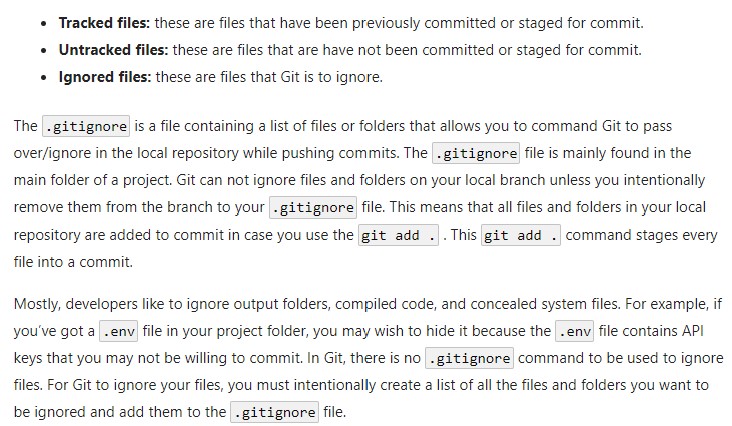 • Tracked files: these are files that have been previously committed or staged for commit.
• Untracked files: these are files that are have not been committed or staged for commit.
• Ignored files: these are files that Git is to ignore.
The .gitignore is a file containing a list of files or folders that allows you to command Git to pass
over/ignore in the local repository while pushing commits. The .gitignore file is mainly found in the
main folder of a project. Git can not ignore files and folders on your local branch unless you intentionally
remove them from the branch to your .gitignore file. This means that all files and folders in your local
repository are added to commit in case you use the git add . . This git add . command stages every
file into a commit.
Mostly, developers like to ignore output folders, compiled code, and concealed system files. For example, if
you've got a .env file in your project folder, you may wish to hide it because the .env file contains API
keys that you may not be willing to commit. In Git, there is no .gitignore command to be used to ignore
files. For Git to ignore your files, you must intentionally create a list of all the files and folders you want to
be ignored and add them to the .gitignore file.